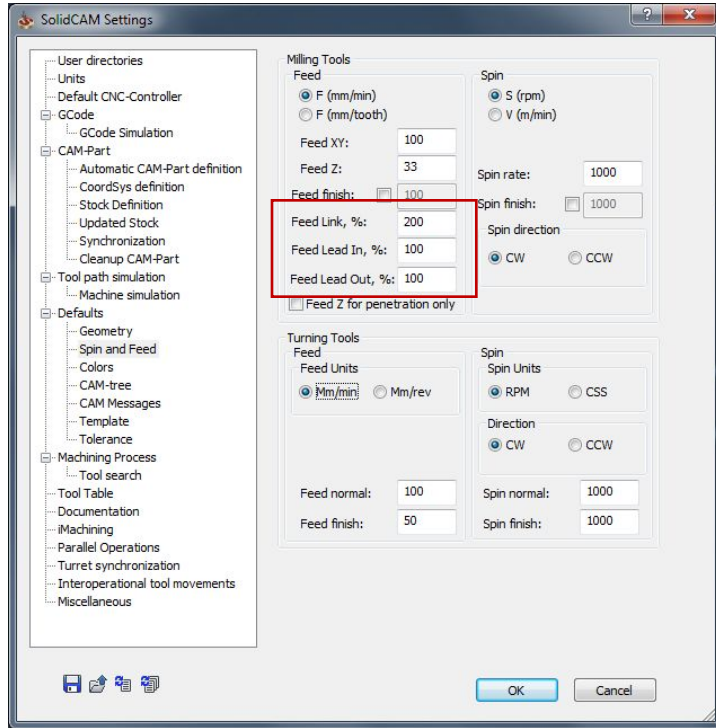 SolidCAM Settings
User directories
Units
Default CNC-Controller
GCode
GCode Simulation
CAM-Part
Automatic CAM-Part definition
CoordSys definition
Stock Definition
Updated Stock
Synchronization
Cleanup CAM-Part
Tool path simulation
Machine simulation
Defaults
Geometry
Spin and Feed
Colors
CAM-tree
CAM Messages
Template
Tolerance
Machining Process
Tool search
Tool Table
Documentation
iMachining
Parallel Operations
Turret synchronization
Interoperational tool movements
Miscellaneous
Milling Tools
Feed
F (mm/min)
F (mm/tooth)
Feed XY: 100
Feed Z: 33
Feed finish: 100
Feed Link, %: 200
Feed Lead In, %: 100
Feed Lead Out, %: 100
Feed Z for penetration only
Spin
S (rpm)
V (m/min)
Spin rate: 1000
Spin finish: 1000
Spin direction
CW CCW
Turning Tools
Feed
Feed Units
Mm/min Mm/rev
Feed normal: 100
Feed finish: 50
Spin
Spin Units
RPM CSS
Direction
CW CCW
Spin normal: 1000
Spin finish: 1000
OK Cancel